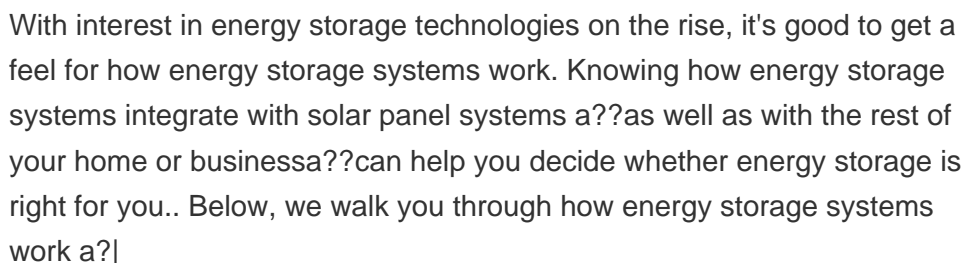 With interest in energy storage technologies on the rise, it's good to get a
feel for how energy storage systems work. Knowing how energy storage
systems integrate with solar panel systems a??as well as with the rest of
your home or businessa??can help you decide whether energy storage is
right for you.. Below, we walk you through how energy storage systems
work a?|